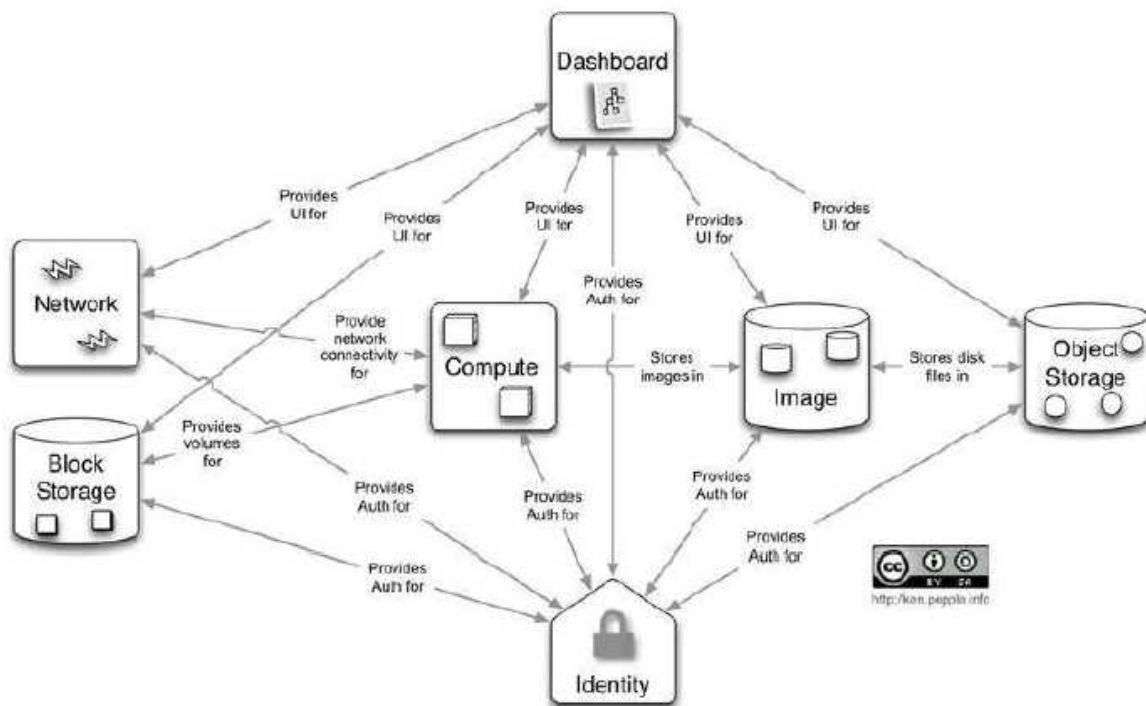 Dashboard
Provides
UI for
Provides
UI for
Provides
UI for
Provides
UI for
Provides
UI for
Provides
Auth for
Network
Provide
network
connectivity
for
Compute
Stores
images in
Image
Stores disk
files in
Object
Storage
Block
Storage
Provides
volumes
for
Provides
Auth for
Provides
Auth for
Provides
Auth for
Provides
Auth for
Provides
Auth for
Identity
cc
BY SA
http://ken.pepple.info